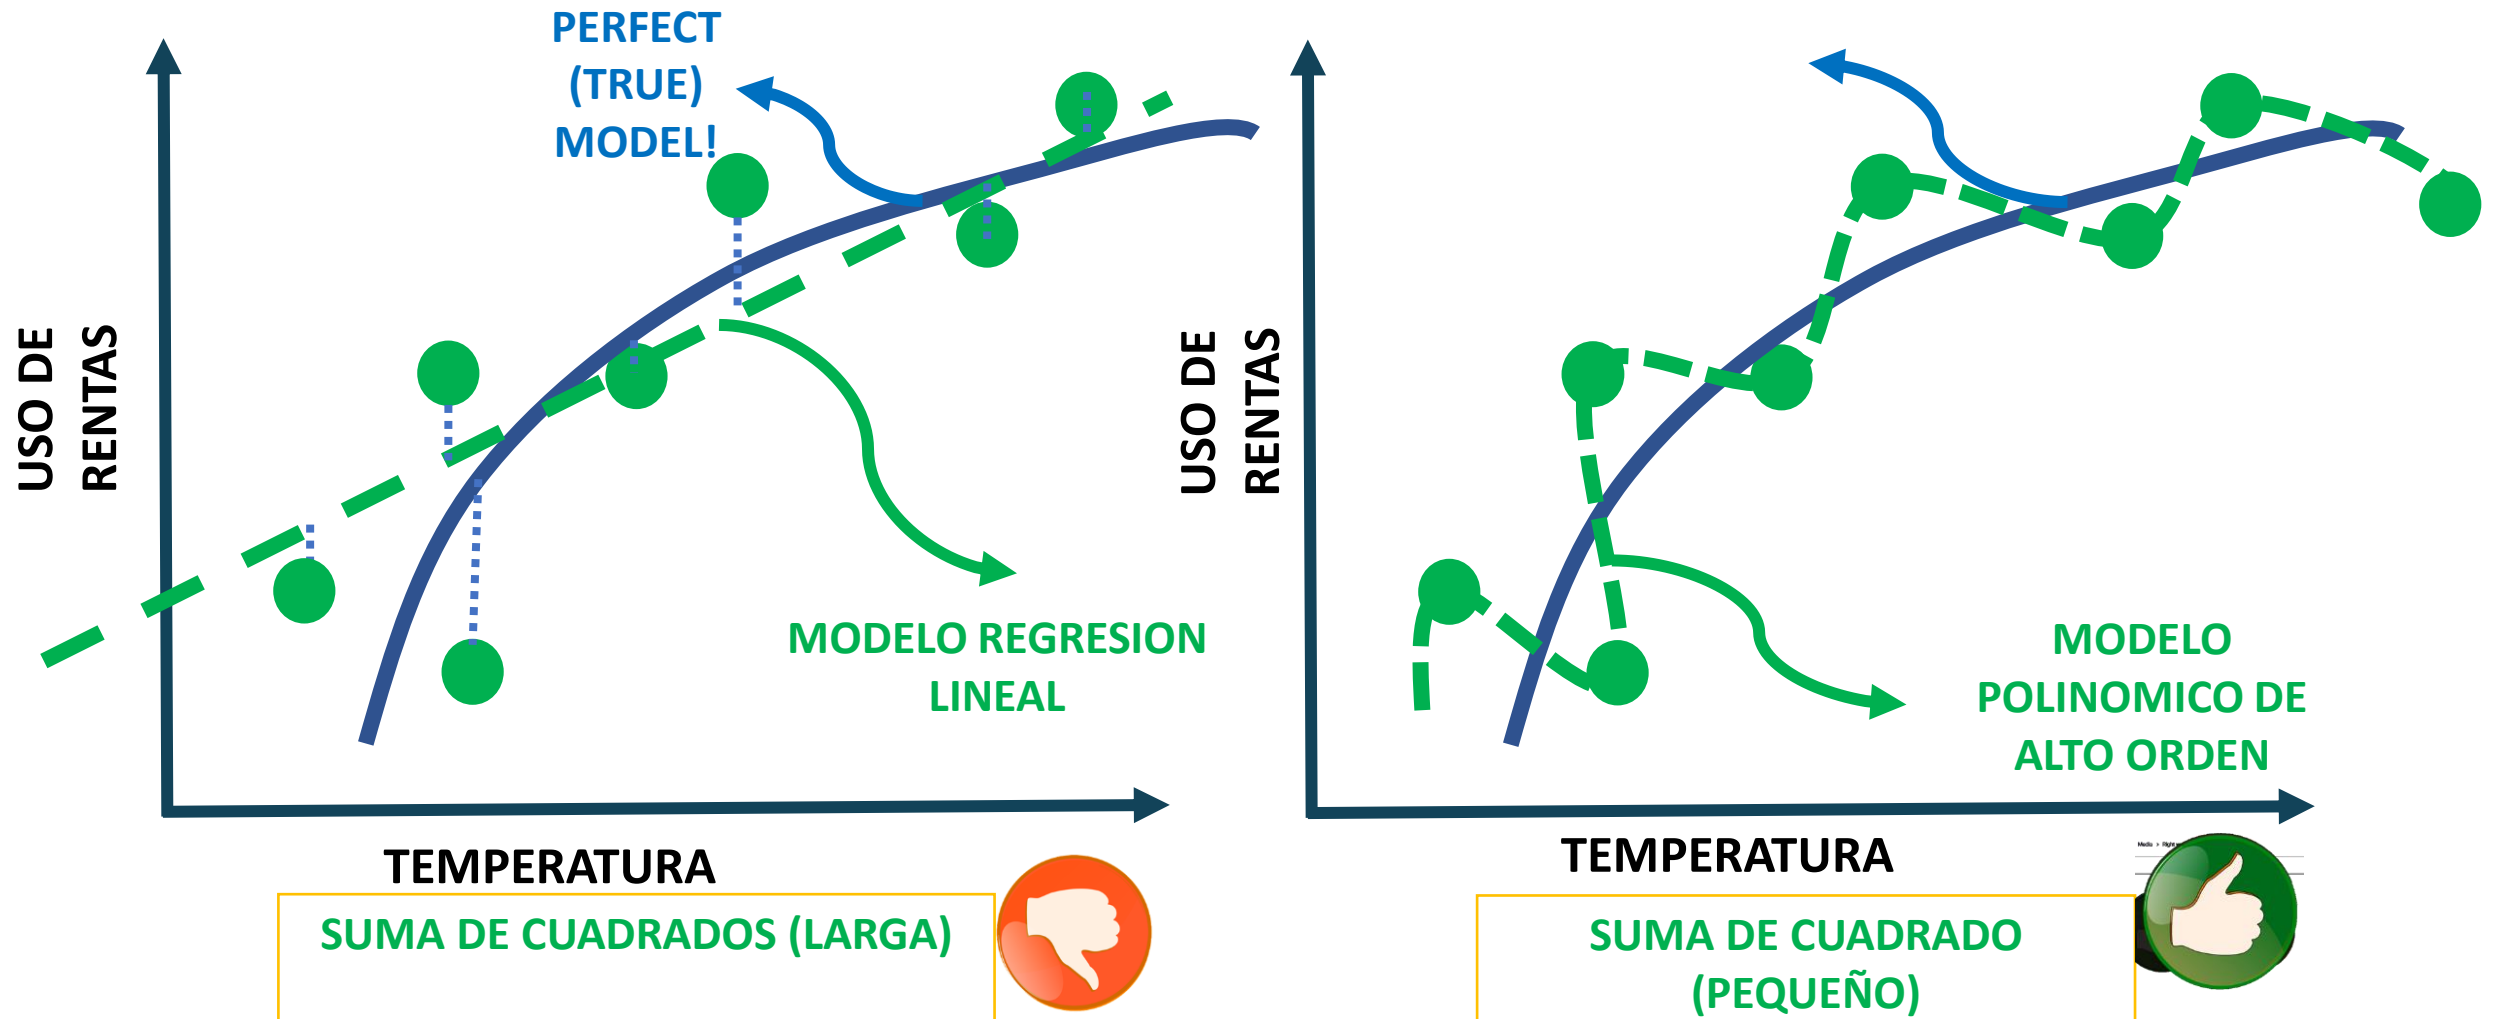 PERFECT
(TRUE)
MODEL!
USO DE
RENTAS
MODELO REGRESION
LINEAL
TEMPERATURA
SUMA DE CUADRADOS (LARGA)
USO DE
RENTAS
MODELO
POLINOMICO DE
ALTO ORDEN
TEMPERATURA
SUMA DE CUADRADO
(PEQUEÑO)